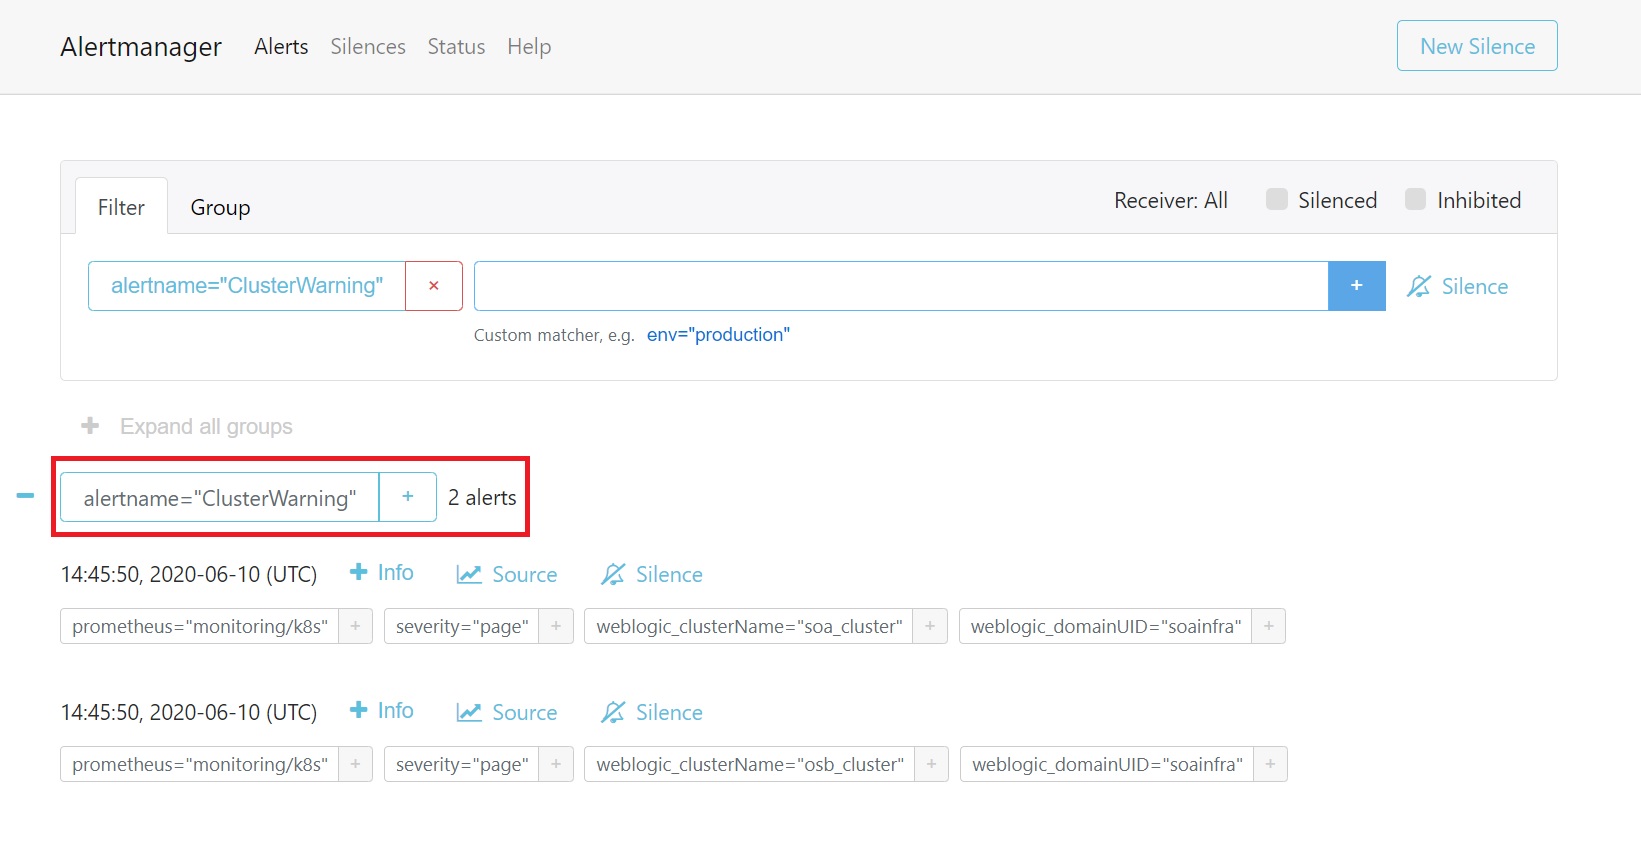 Alertmanager Alerts Silences Status Help New Silence
Filter Group Receiver: All Silenced Inhibited
alertname="ClusterWarning" × + Silence
Custom matcher, e.g. env="production"
+ Expand all groups
− alertname="ClusterWarning" + 2 alerts
14:45:50, 2020-06-10 (UTC) + Info Source Silence
prometheus="monitoring/k8s" + severity="page" + weblogic_clusterName="soa_cluster" + weblogic_domainUID="soainfra" +
14:45:50, 2020-06-10 (UTC) + Info Source Silence
prometheus="monitoring/k8s" + severity="page" + weblogic_clusterName="osb_cluster" + weblogic_domainUID="soainfra" +